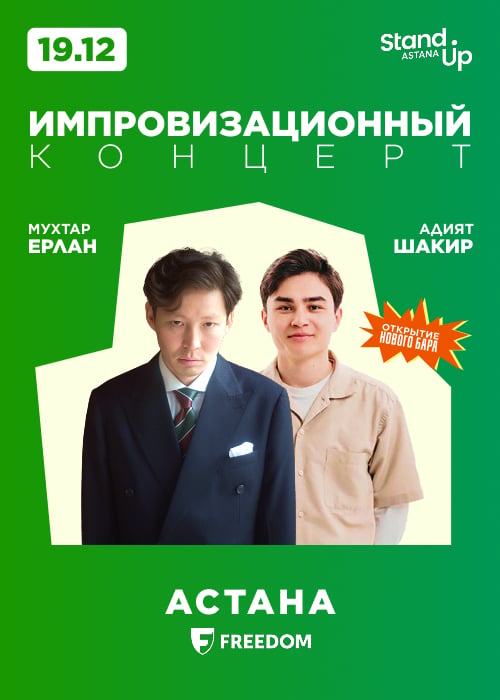 19.12
Stand
ASTANA Up
ИМПРОВИЗАЦИОННЫЙ
КОНЦЕРТ
МУХТАР
ЕРЛАН
АДИЯТ
ШАКИР
ОТКРЫТИЕ
НОВОГО БАРА
АСТАНА
FREEDOM